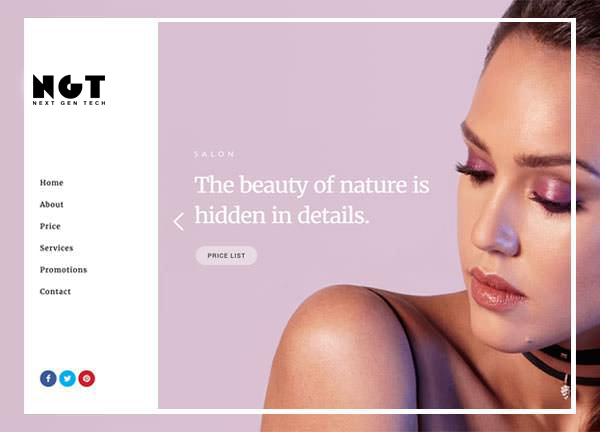 NGT
NEXT GEN TECH
Home
About
Price
Services
Promotions
Contact
SALON
The beauty of nature is
hidden in details.
PRICE LIST